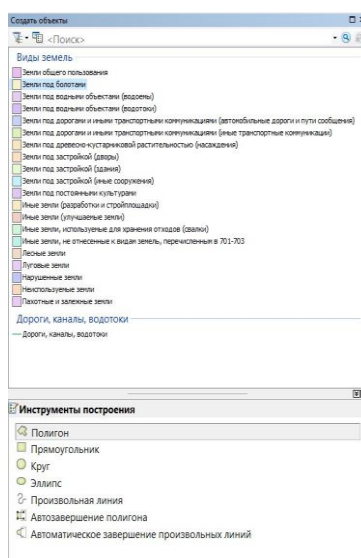 Создать объекты
<Поиск>
Виды земель
Земли общего пользования
Земли под болотами
Земли под водными объектами (водоемы)
Земли под водными объектами (водотоки)
Земли под дорогами и иными транспортными коммуникациями (автомобильные дороги и пути сообщения)
Земли под дорогами и иными транспортными коммуникациями (иные транспортные коммуникации)
Земли под древесно-кустарниковой растительностью (насаждения)
Земли под застройкой (дворы)
Земли под застройкой (здания)
Земли под застройкой (иные сооружения)
Земли под постоянными культурами
Иные земли (разработки и стройплощадки)
Иные земли (улучшаемые земли)
Иные земли, используемые для хранения отходов (свалки)
Иные земли, не отнесенные к видам земель, перечисленным в 701-703
Лесные земли
Луговые земли
Нарушенные земли
Неиспользуемые земли
Пахотные и залежные земли
Дороги, каналы, водотоки
Дороги, каналы, водотоки
Инструменты построения
Полигон
Прямоугольник
Круг
Эллипс
Произвольная линия
Автозавершение полигона
Автоматическое завершение произвольных линий